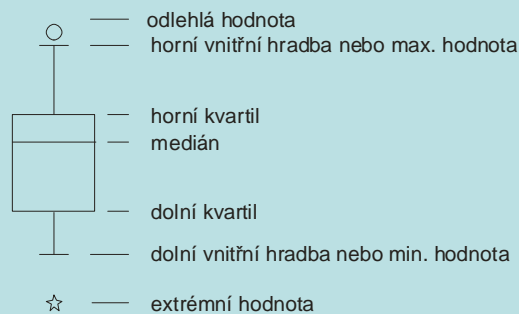 odlehlá hodnota
horní vnitřní hradba nebo max. hodnota
horní kvartil
medián
dolní kvartil
dolní vnitřní hradba nebo min. hodnota
extrémní hodnota